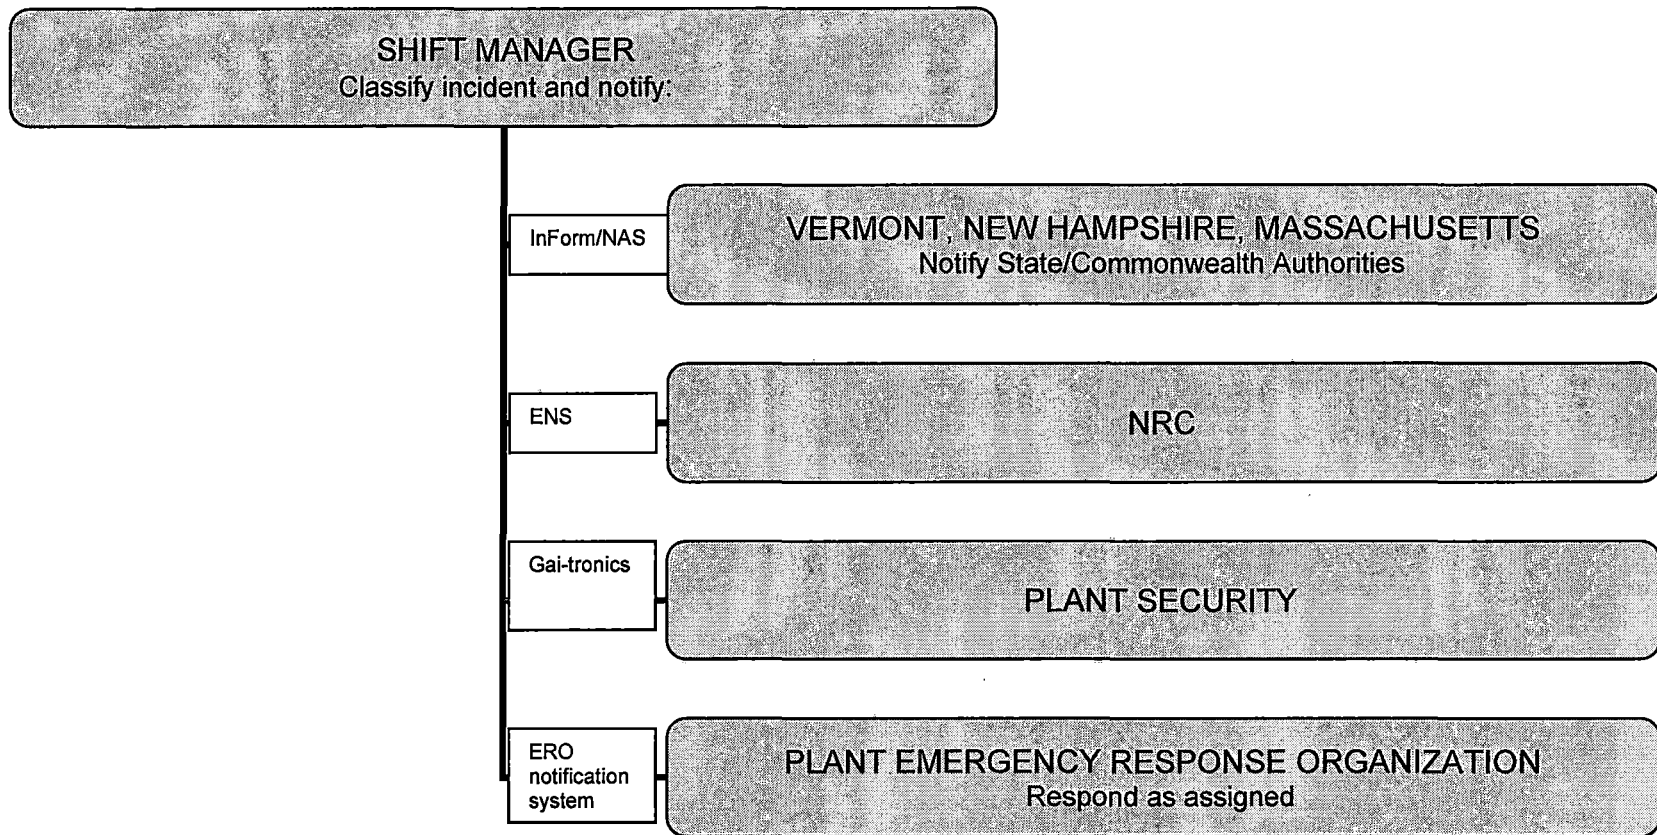 SHIFT MANAGER
Classify incident and notify:
InForm/NAS
VERMONT, NEW HAMPSHIRE, MASSACHUSETTS
Notify State/Commonwealth Authorities
ENS
NRC
Gai-tronics
PLANT SECURITY
ERO
notification
system
PLANT EMERGENCY RESPONSE ORGANIZATION
Respond as assigned